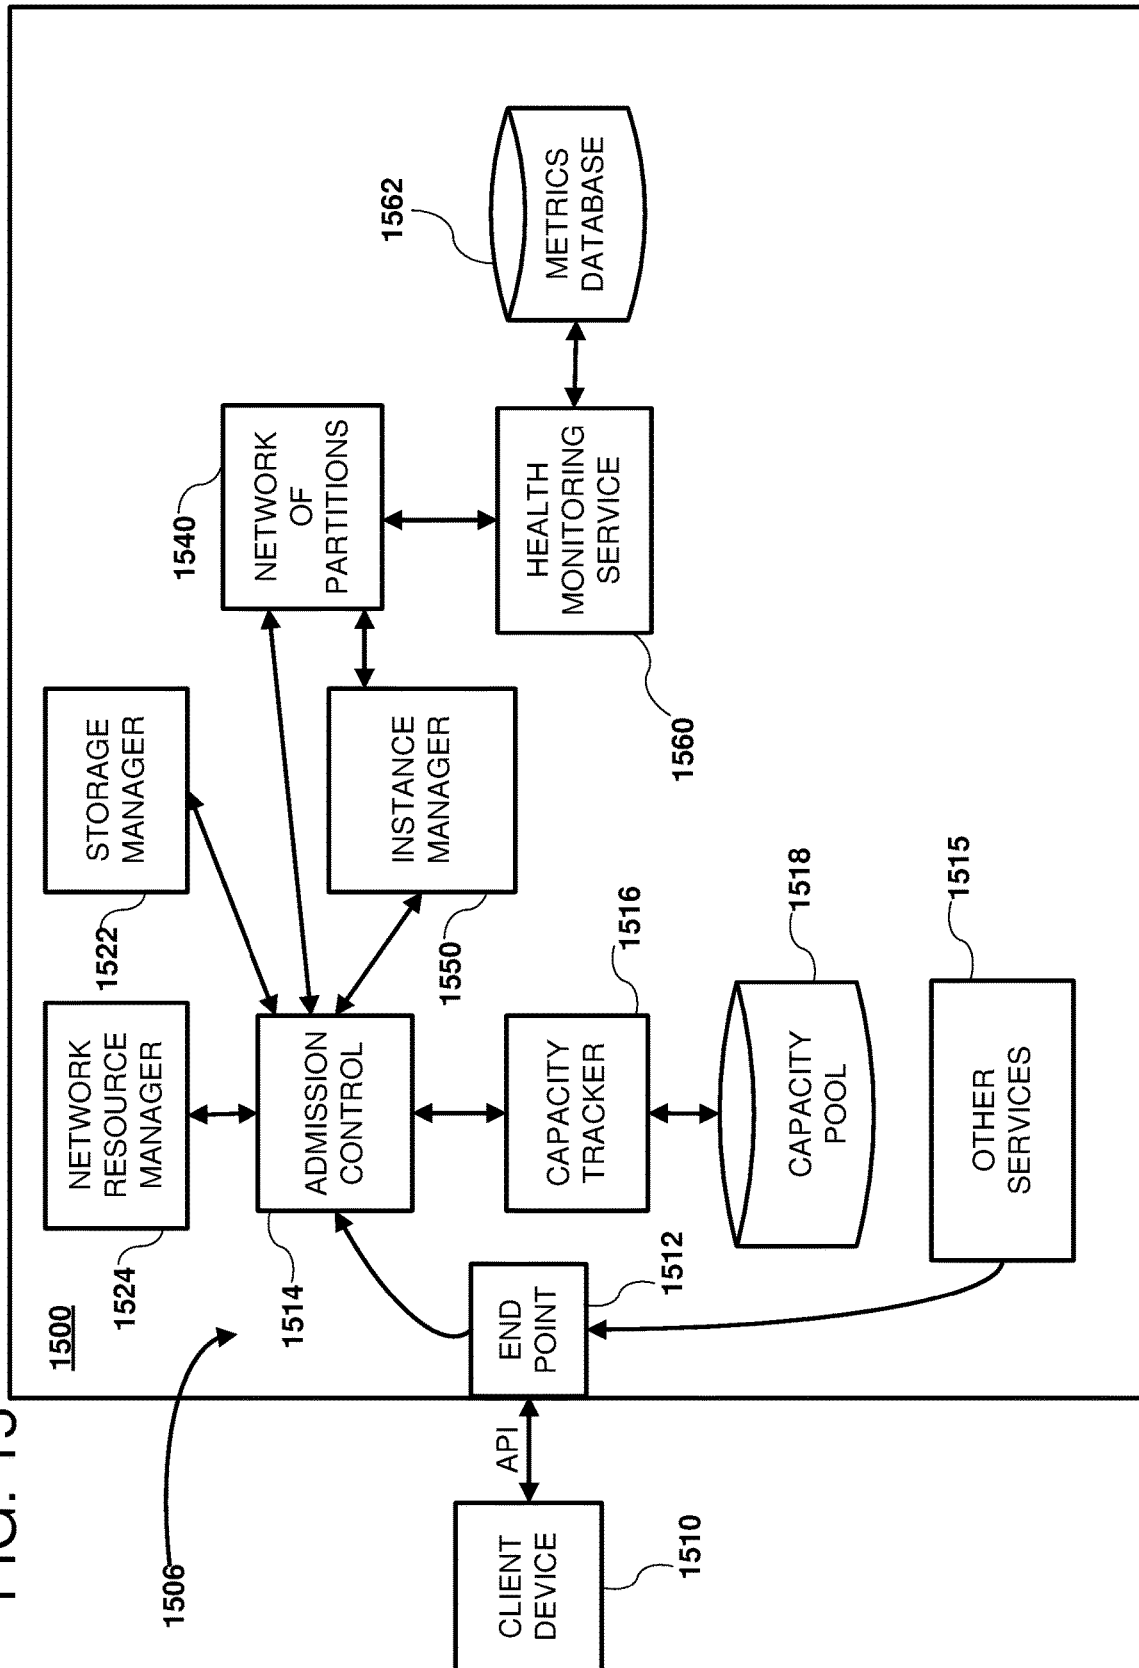 FIG. 15
1500
NETWORK
RESOURCE
MANAGER
1524
STORAGE
MANAGER
1522
1506
1540
NETWORK
OF
PARTITIONS
1514
ADMISSION
CONTROL
INSTANCE
MANAGER
1550
1562
METRICS
DATABASE
CLIENT
DEVICE
1510
API
END
POINT
1512
CAPACITY
TRACKER
1516
HEALTH
MONITORING
SERVICE
1560
CAPACITY
POOL
1518
OTHER
SERVICES
1515